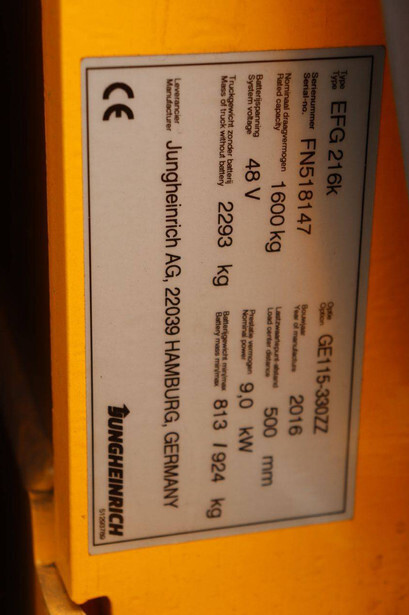 Type
Type EFG 216k
Optie
Option GE115-330ZZ
Serienummer
Serial-no. FN518147
Bouwjaar
Year of manufacture 2016
Nominaal draagvermogen
Rated capacity 1600 kg
Lastzwaartepunt afstand
Load center distance 500 mm
Batterijspanning
System voltage 48 V
Prestatie vermogen
Nominal power 9,0 kW
Truckgewicht zonder batterij
Mass of truck without battery 2293 kg
Batterijgewicht min/max
Battery mass min/max 813 / 924 kg
Leverancier
Manufacturer Jungheinrich AG, 22039 HAMBURG, GERMANY
CE
JUNGHEINRICH